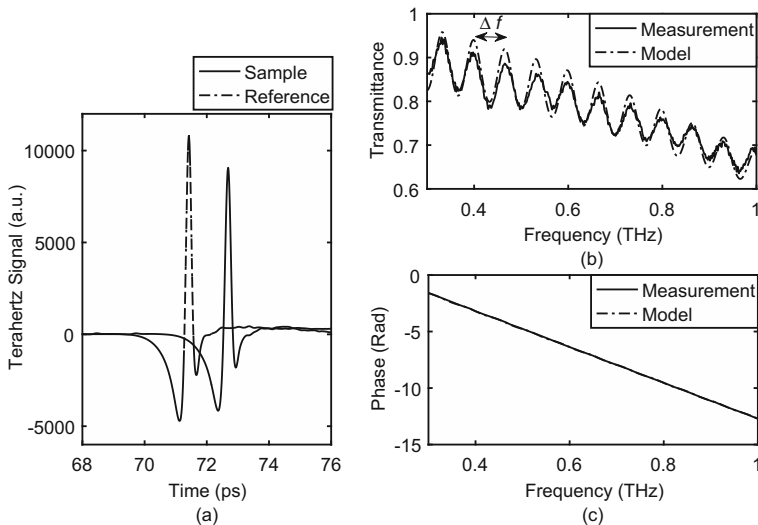 Sample
Reference
10000
5000
0
-5000
Terahertz Signal (a.u.)
68 70 72 74 76
Time (ps)
(a)
Δ f
Measurement
Model
1
0.9
0.8
0.7
0.6
Transmittance
0.4 0.6 0.8 1
Frequency (THz)
(b)
Measurement
Model
0
-5
-10
-15
Phase (Rad)
0.4 0.6 0.8 1
Frequency (THz)
(c)